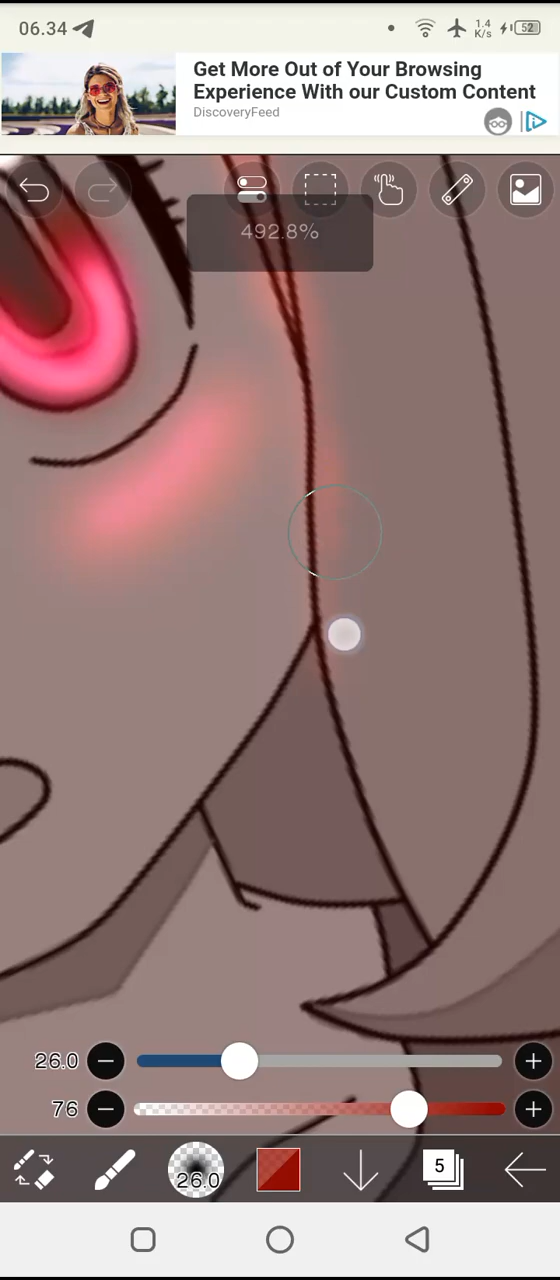 06.34
1.4
K/s
52
Get More Out of Your Browsing
Experience With our Custom Content
DiscoveryFeed
492.8%
26.0
76
26.0
5